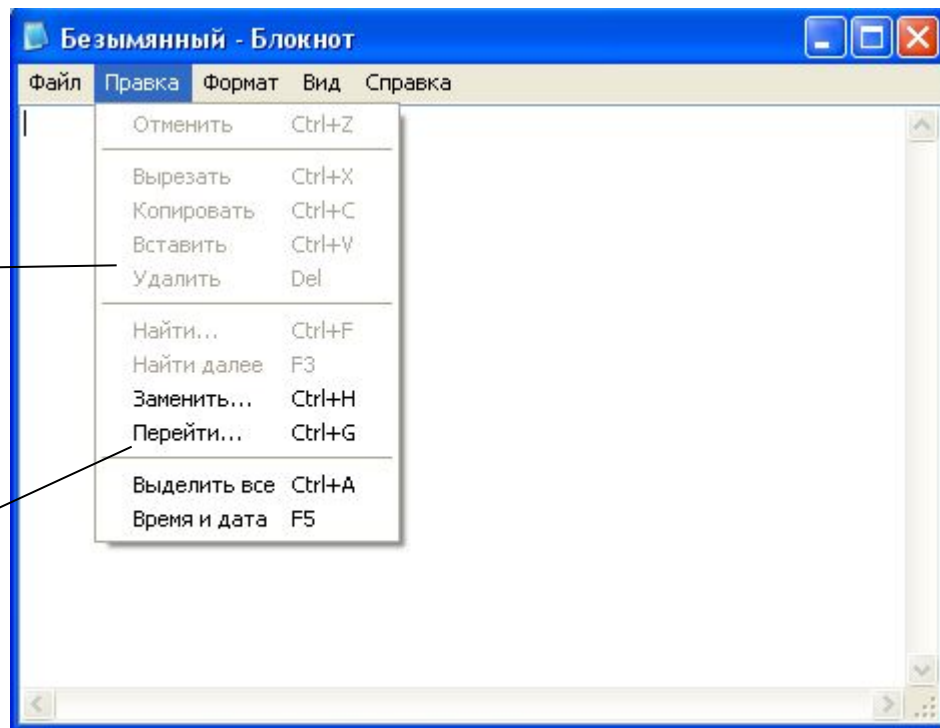 Безымянный - Блокнот
Файл Правка Формат Вид Справка
Отменить Ctrl+Z
Вырезать Ctrl+X
Копировать Ctrl+C
Вставить Ctrl+V
Удалить Del
Найти... Ctrl+F
Найти далее F3
Заменить... Ctrl+H
Перейти... Ctrl+G
Выделить все Ctrl+A
Время и дата F5